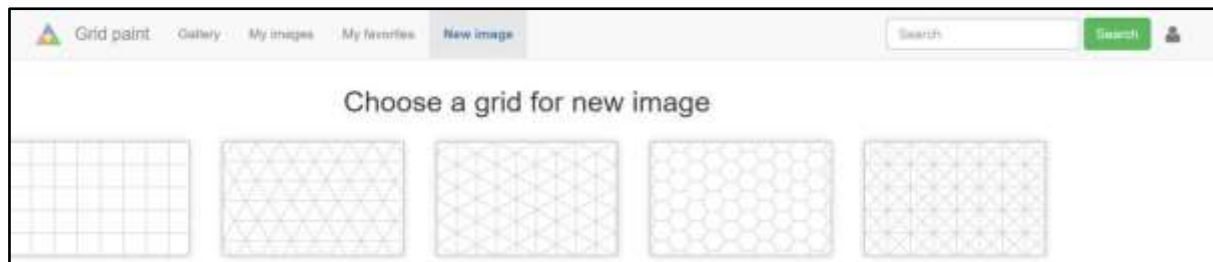 Grid paint Gallery My images My favorites New image Search Search
Choose a grid for new image